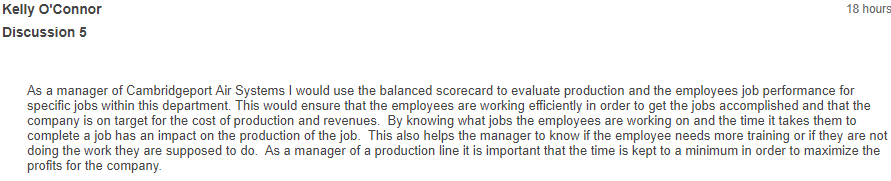 Kelly O'Connor 18 hours
Discussion 5
As a manager of Cambridgeport Air Systems I would use the balanced scorecard to evaluate production and the employees job performance for
specific jobs within this department. This would ensure that the employees are working efficiently in order to get the jobs accomplished and that the
company is on target for the cost of production and revenues.  By knowing what jobs the employees are working on and the time it takes them to
complete a job has an impact on the production of the job.  This also helps the manager to know if the employee needs more training or if they are not
doing the work they are supposed to do.  As a manager of a production line it is important that the time is kept to a minimum in order to maximize the
profits for the company.